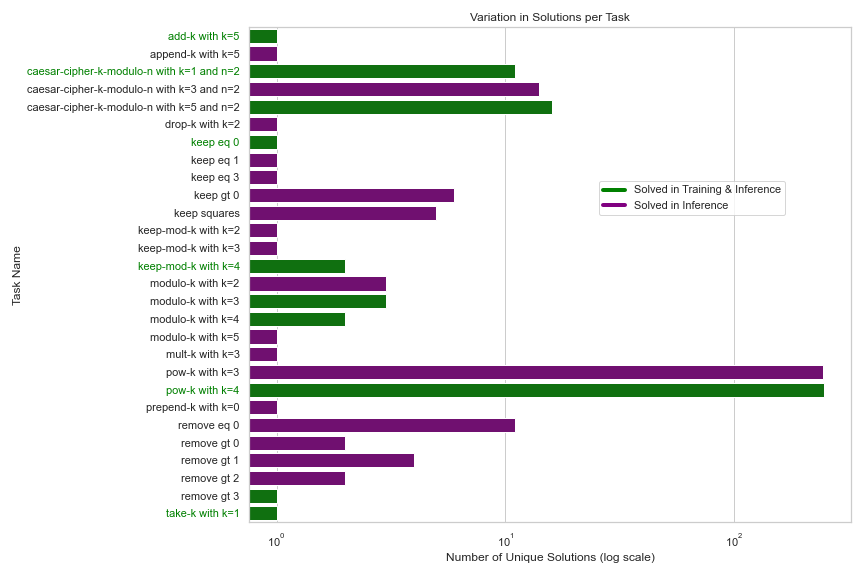 Variation in Solutions per Task
add-k with k=5
append-k with k=5
caesar-cipher-k-modulo-n with k=1 and n=2
caesar-cipher-k-modulo-n with k=3 and n=2
caesar-cipher-k-modulo-n with k=5 and n=2
drop-k with k=2
keep eq 0
keep eq 1
keep eq 3
keep gt 0
keep squares
keep-mod-k with k=2
keep-mod-k with k=3
keep-mod-k with k=4
modulo-k with k=2
modulo-k with k=3
modulo-k with k=4
modulo-k with k=5
mult-k with k=3
pow-k with k=3
pow-k with k=4
prepend-k with k=0
remove eq 0
remove gt 0
remove gt 1
remove gt 2
remove gt 3
take-k with k=1
Task Name
Solved in Training & Inference
Solved in Inference
10⁰ 10¹ 10²
Number of Unique Solutions (log scale)